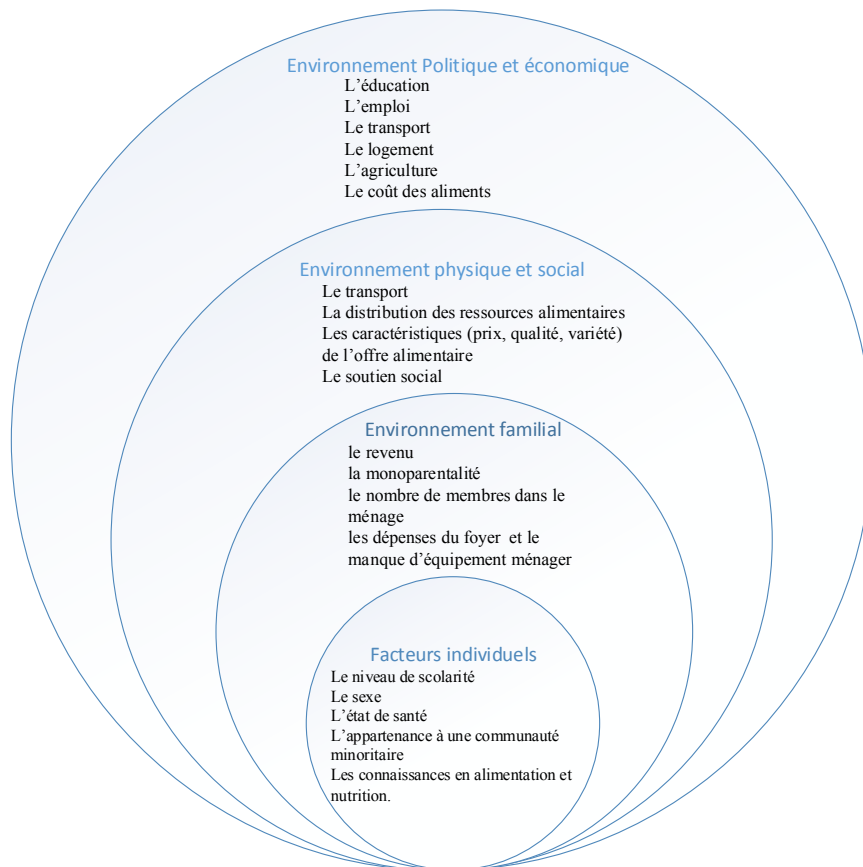 Environnement Politique et économique
L'éducation
L'emploi
Le transport
Le logement
L'agriculture
Le coût des aliments
Environnement physique et social
Le transport
La distribution des ressources alimentaires
Les caractéristiques (prix, qualité, variété)
de l'offre alimentaire
Le soutien social
Environnement familial
le revenu
la monoparentalité
le nombre de membres dans le
ménage
les dépenses du foyer et le
manque d'équipement ménager
Facteurs individuels
Le niveau de scolarité
Le sexe
L'état de santé
L'appartenance à une communauté
minoritaire
Les connaissances en alimentation et
nutrition.